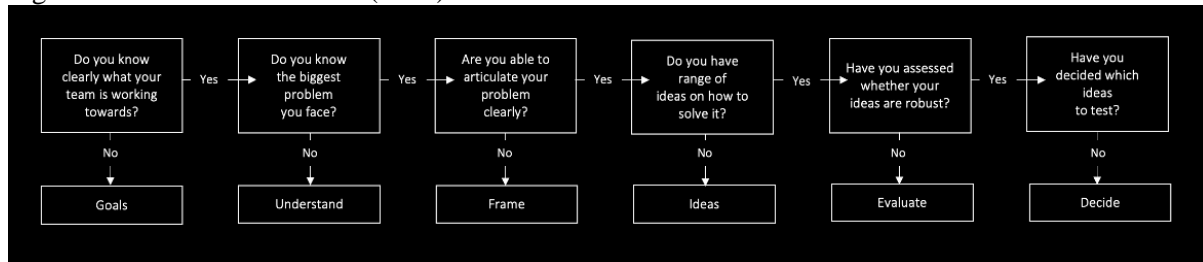 Do you know
clearly what your
team is working
towards?
Yes
Do you know
the biggest
problem
you face?
Yes
Are you able to
articulate your
problem
clearly?
Yes
Do you have
range of
ideas on how to
solve it?
Yes
Have you assessed
whether your
ideas are robust?
Yes
Have you
decided which
ideas
to test?
No
No
No
No
No
No
Goals
Understand
Frame
Ideas
Evaluate
Decide